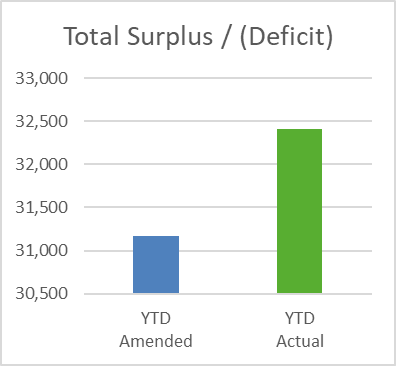 Total Surplus / (Deficit)
33,000
32,500
32,000
31,500
31,000
30,500
YTD
Amended
YTD
Actual